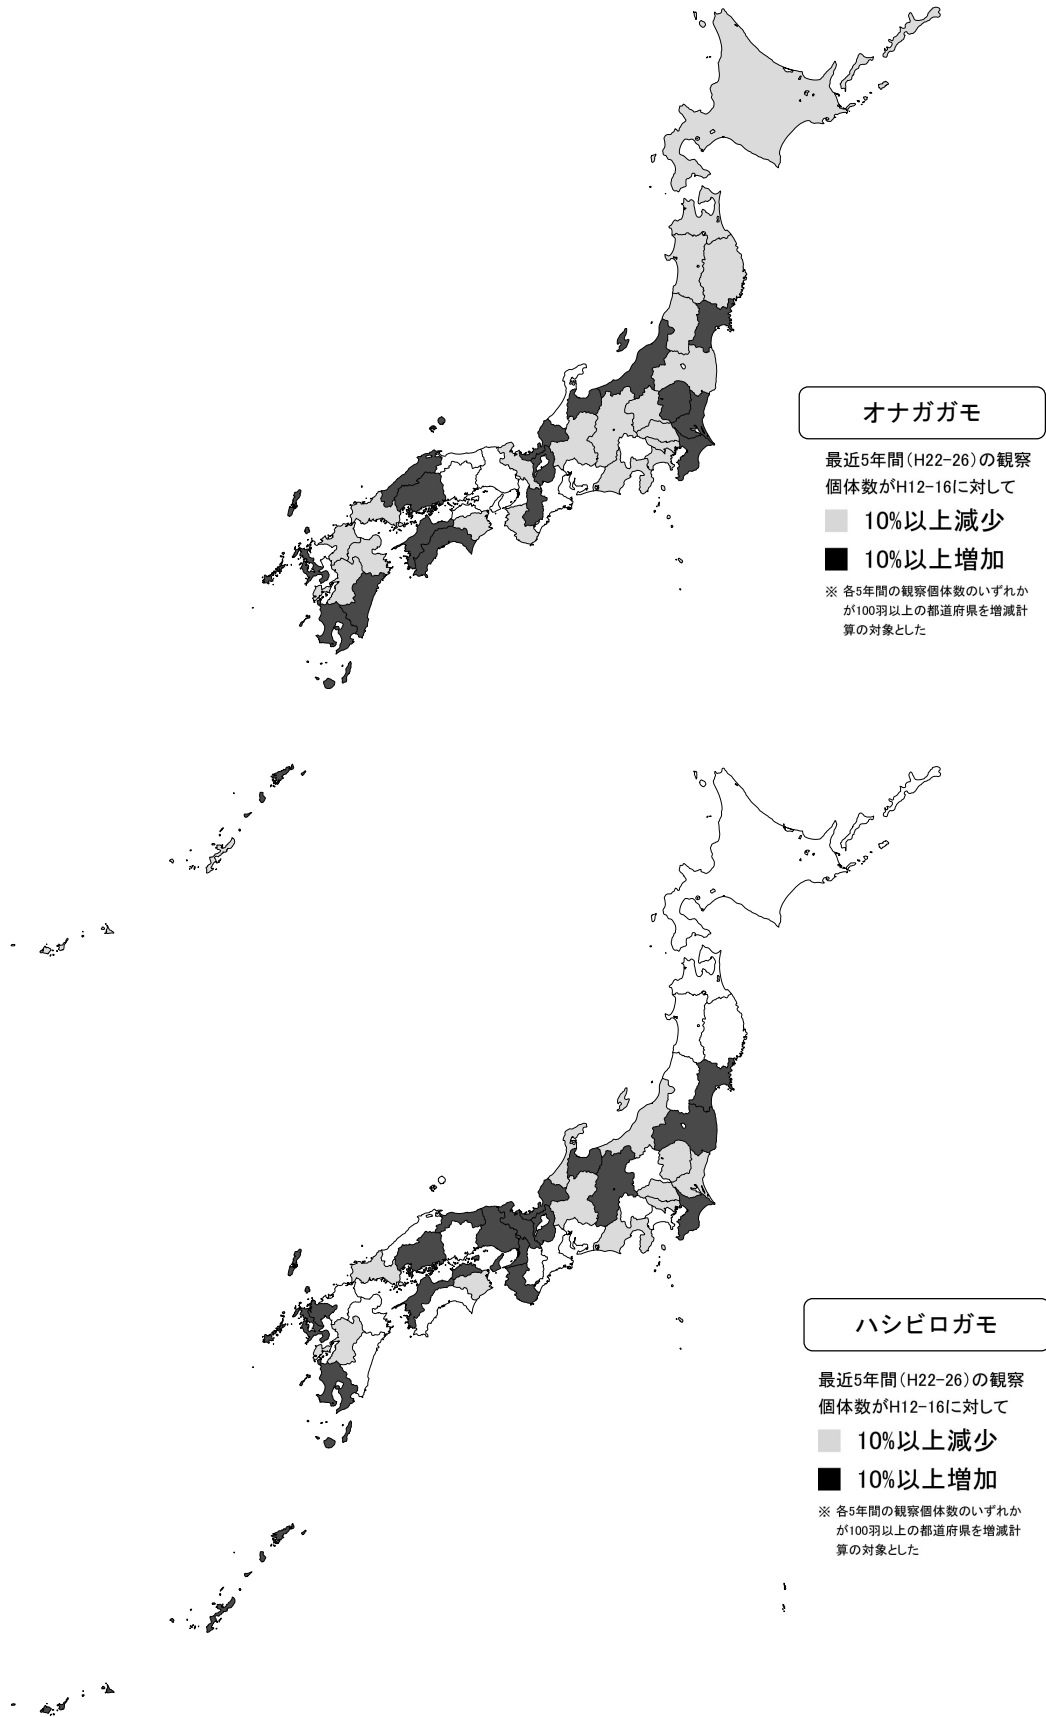 オナガガモ
最近5年間（H22-26）の観察
個体数がH12-16に対して
10%以上減少
10%以上増加
※ 各5年間の観察個体数のいずれか
が100羽以上の都道府県を増減計
算の対象とした
ハシビロガモ
最近5年間（H22-26）の観察
個体数がH12-16に対して
10%以上減少
10%以上増加
※ 各5年間の観察個体数のいずれか
が100羽以上の都道府県を増減計
算の対象とした